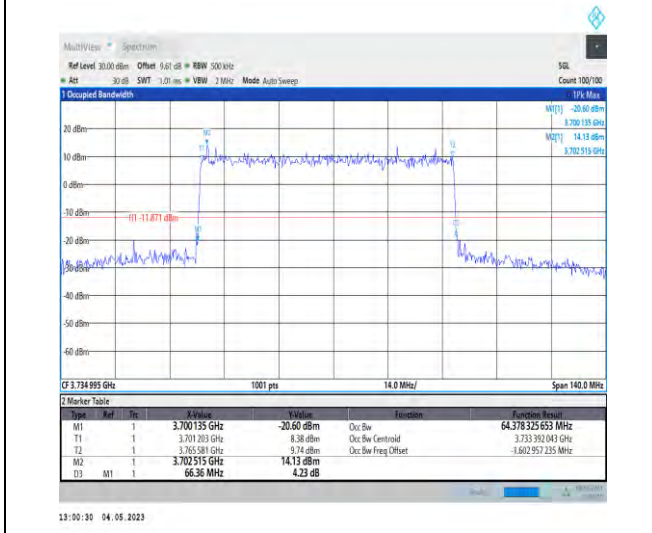 MultiView Spectrum
Ref Level 30.00 dBm Offset 9.61 dB RBW 500 kHz SGL
Att 30 dB SWT 1.01 ms VBW 2 MHz Mode Auto Sweep Count 100/100
1 Occupied Bandwidth 1Pk Max
M1[1] -20.60 dBm
3.700 135 GHz
M2[1] 14.13 dBm
3.702 515 GHz
20 dBm
M2
T1
T2
10 dBm
0 dBm
-10 dBm
H1 -11.871 dBm
-20 dBm
-30 dBm
-40 dBm
-50 dBm
-60 dBm
CF 3.734 995 GHz 1001 pts 14.0 MHz/ Span 140.0 MHz
2 Marker Table
Type Ref Trc X-Value Y-Value Function Function Result
M1 1 3.700135 GHz -20.60 dBm Occ Bw 64.378 325 653 MHz
T1 1 3.701 203 GHz 8.38 dBm Occ Bw Centroid 3.733 392 043 GHz
T2 1 3.765 581 GHz 9.74 dBm Occ Bw Freq Offset -1.602 957 235 MHz
M2 1 3.702515 GHz 14.13 dBm
D3 M1 1 66.36 MHz 4.23 dB
13:00:30 04.05.2023